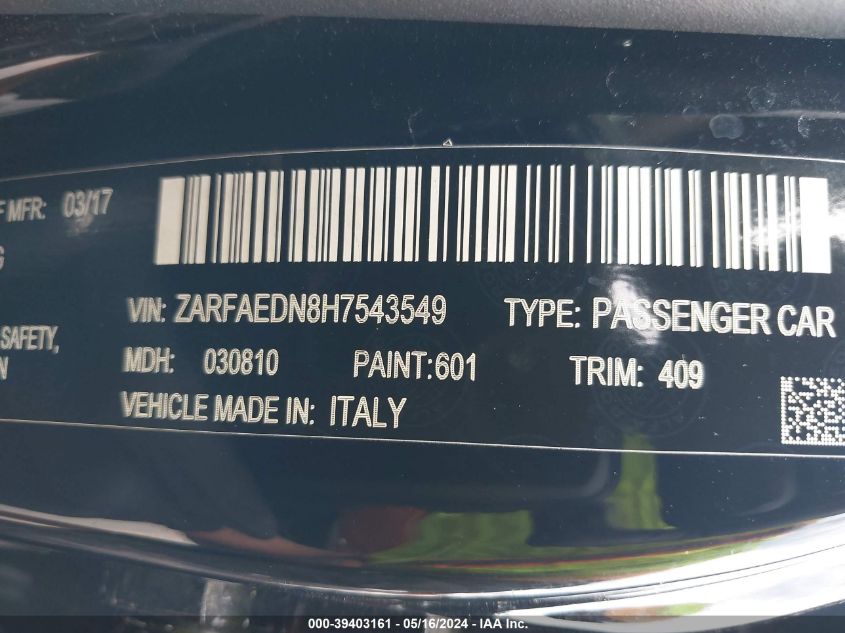 MFR: 03/17
VIN: ZARFAEDN8H7543549 TYPE: PASSENGER CAR
SAFETY,
MDH: 030810 PAINT:601 TRIM: 409
VEHICLE MADE IN: ITALY
000-39403161 - 05/16/2024 - IAA Inc.